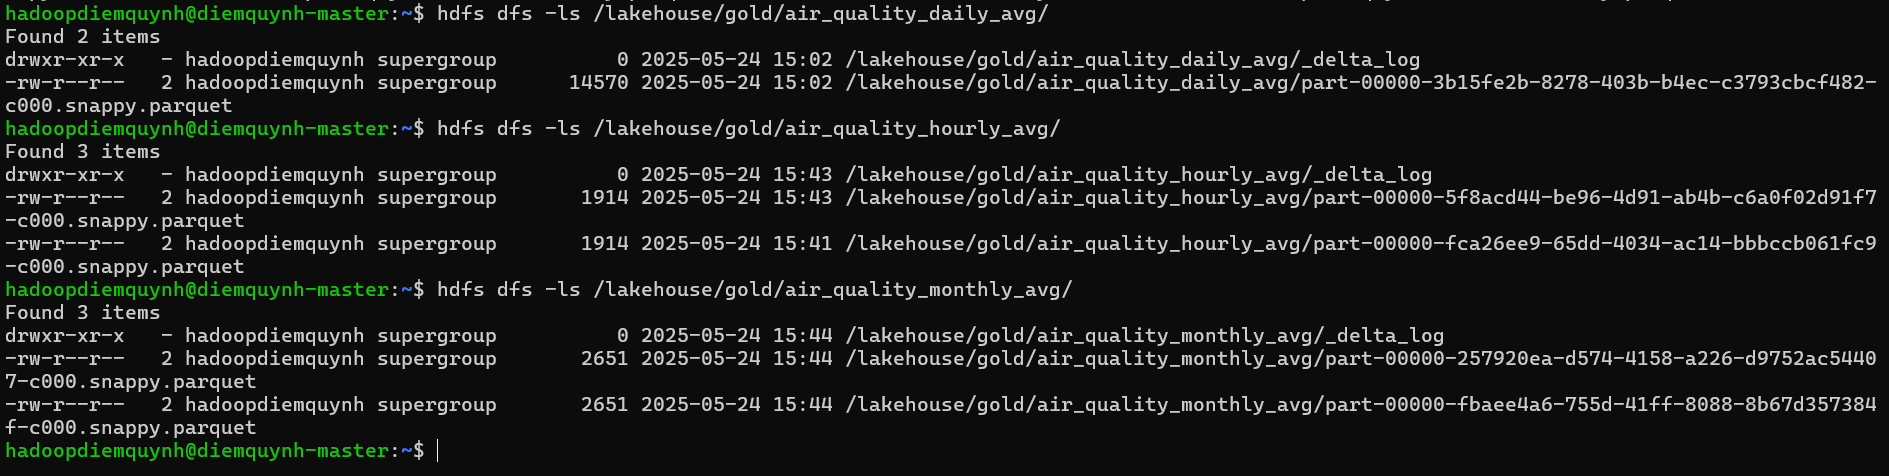 hadoopdiemquynh@diemquynh-master:~$ hdfs dfs -ls /lakehouse/gold/air_quality_daily_avg/
Found 2 items
drwxr-xr-x   - hadoopdiemquynh supergroup          0 2025-05-24 15:02 /lakehouse/gold/air_quality_daily_avg/_delta_log
-rw-r--r--   2 hadoopdiemquynh supergroup      14570 2025-05-24 15:02 /lakehouse/gold/air_quality_daily_avg/part-00000-3b15fe2b-8278-403b-b4ec-c3793cbcf482-
c000.snappy.parquet
hadoopdiemquynh@diemquynh-master:~$ hdfs dfs -ls /lakehouse/gold/air_quality_hourly_avg/
Found 3 items
drwxr-xr-x   - hadoopdiemquynh supergroup          0 2025-05-24 15:43 /lakehouse/gold/air_quality_hourly_avg/_delta_log
-rw-r--r--   2 hadoopdiemquynh supergroup       1914 2025-05-24 15:43 /lakehouse/gold/air_quality_hourly_avg/part-00000-5f8acd44-be96-4d91-ab4b-c6a0f02d91f7
-c000.snappy.parquet
-rw-r--r--   2 hadoopdiemquynh supergroup       1914 2025-05-24 15:41 /lakehouse/gold/air_quality_hourly_avg/part-00000-fca26ee9-65dd-4034-ac14-bbbccb061fc9
-c000.snappy.parquet
hadoopdiemquynh@diemquynh-master:~$ hdfs dfs -ls /lakehouse/gold/air_quality_monthly_avg/
Found 3 items
drwxr-xr-x   - hadoopdiemquynh supergroup          0 2025-05-24 15:44 /lakehouse/gold/air_quality_monthly_avg/_delta_log
-rw-r--r--   2 hadoopdiemquynh supergroup       2651 2025-05-24 15:44 /lakehouse/gold/air_quality_monthly_avg/part-00000-257920ea-d574-4158-a226-d9752ac5440
7-c000.snappy.parquet
-rw-r--r--   2 hadoopdiemquynh supergroup       2651 2025-05-24 15:44 /lakehouse/gold/air_quality_monthly_avg/part-00000-fbaee4a6-755d-41ff-8088-8b67d357384
f-c000.snappy.parquet
hadoopdiemquynh@diemquynh-master:~$